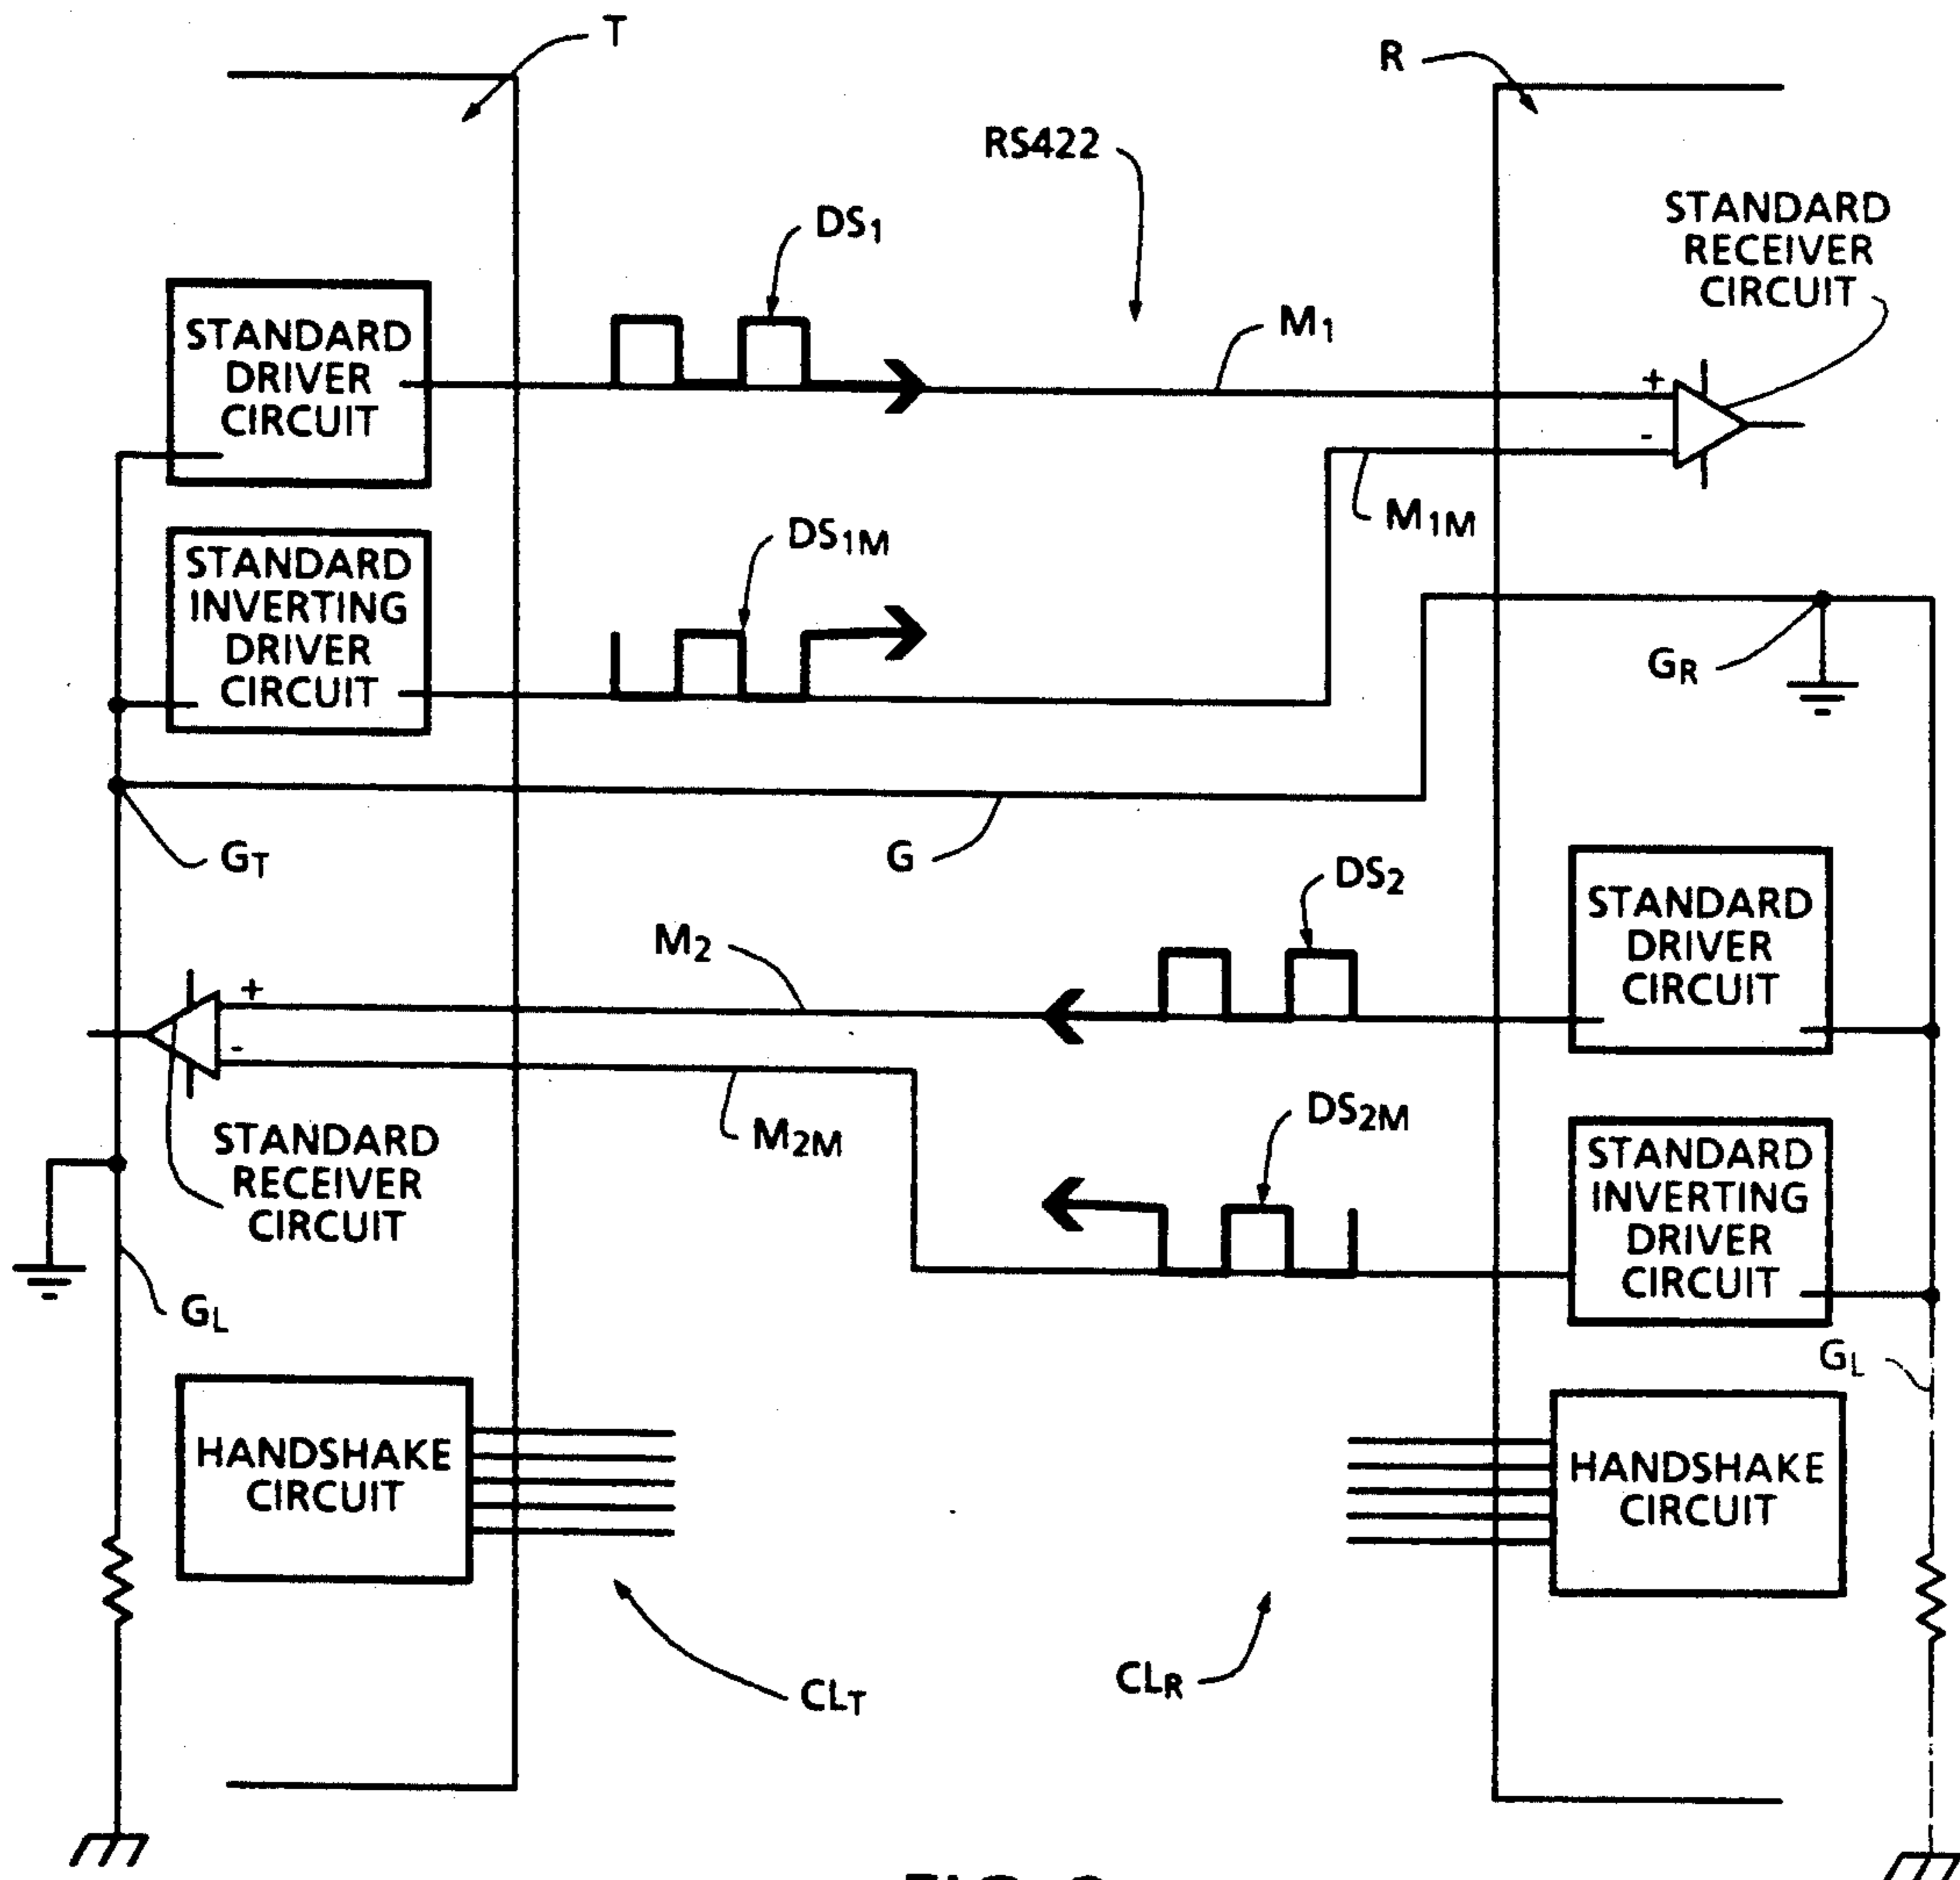 T
R
RS422
STANDARD
RECEIVER
CIRCUIT
DS1
M1
STANDARD
DRIVER
CIRCUIT
+
-
M1M
DS1M
STANDARD
INVERTING
DRIVER
CIRCUIT
GR
GT
G
DS2
STANDARD
DRIVER
CIRCUIT
M2
+
-
M2M
DS2M
STANDARD
RECEIVER
CIRCUIT
STANDARD
INVERTING
DRIVER
CIRCUIT
GL
GL
HANDSHAKE
CIRCUIT
HANDSHAKE
CIRCUIT
CLT
CLR